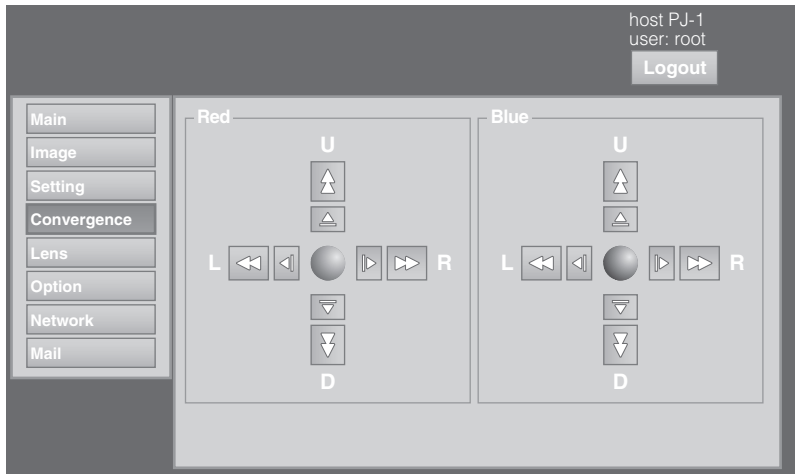 host PJ-1
user: root
Logout
Main
Image
Setting
Convergence
Lens
Option
Network
Mail
Red
U
L
R
D
Blue
U
L
R
D